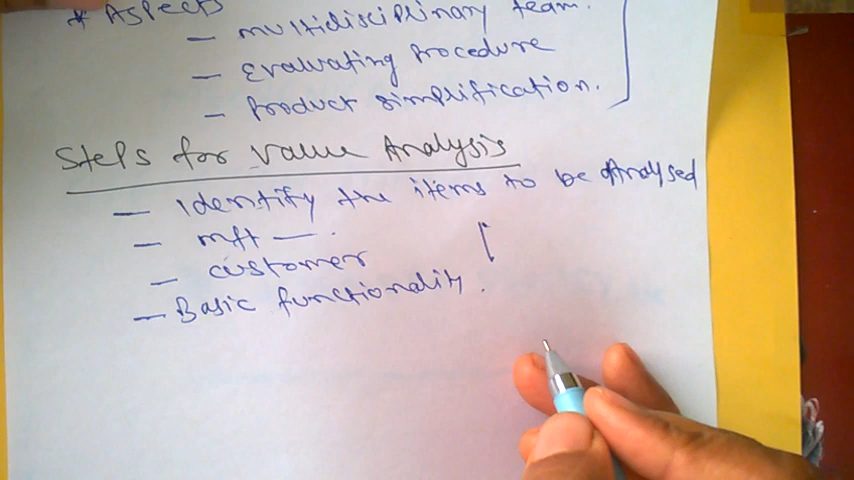 * Aspects
— multidisciplinary team.
— Evaluating Procedure
— Product simplification.
Steps for Value Analysis
— Identify the items to be Analysed
— mft — .
— customer
— Basic functionality.